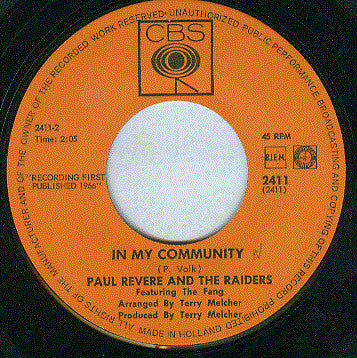 ALL RIGHTS OF THE MANUFACTURER AND OF THE OWNER OF THE RECORDED WORK RESERVED · UNAUTHORIZED PUBLIC PERFORMANCE BROADCASTING AND COPYING OF THIS RECORD PROHIBITED · MADE IN HOLLAND
CBS
2411-2
Time: 2:05
45 RPM
B.I.E.M.
"RECORDING FIRST
PUBLISHED 1966"
2411
(2411)
IN MY COMMUNITY
(P. Volk)
PAUL REVERE AND THE RAIDERS
Featuring The Fang
Arranged By Terry Melcher
Produced By Terry Melcher